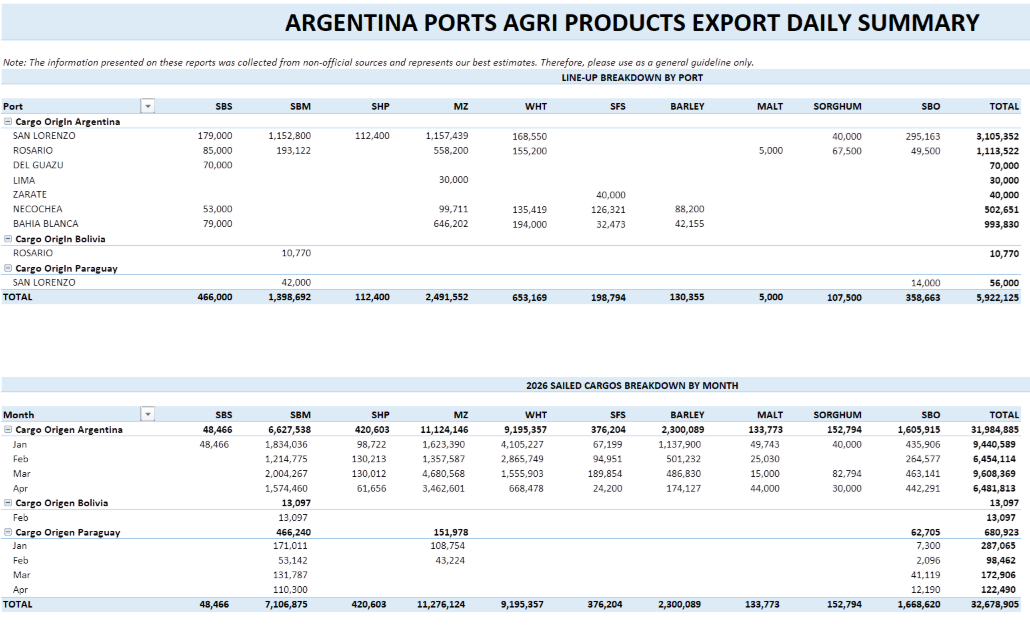 ARGENTINA PORTS AGRI PRODUCTS EXPORT DAILY SUMMARY
Note: The information presented on these reports was collected from non-official sources and represents our best estimates. Therefore, please use as a general guideline only.
LINE-UP BREAKDOWN BY PORT
Port SBS SBM SHP MZ WHT SFS BARLEY MALT SORGHUM SBO TOTAL
Cargo Origin Argentina
SAN LORENZO 179,000 1,152,800 112,400 1,157,439 168,550 40,000 295,163 3,105,352
ROSARIO 85,000 193,122 558,200 155,200 5,000 67,500 49,500 1,113,522
DEL GUAZU 70,000 70,000
LIMA 30,000 30,000
ZARATE 40,000 40,000
NECOCHEA 53,000 99,711 135,419 126,321 88,200 502,651
BAHIA BLANCA 79,000 646,202 194,000 32,473 42,155 993,830
Cargo Origin Bolivia
ROSARIO 10,770 10,770
Cargo Origin Paraguay
SAN LORENZO 42,000 14,000 56,000
TOTAL 466,000 1,398,692 112,400 2,491,552 653,169 198,794 130,355 5,000 107,500 358,663 5,922,125
2026 SAILED CARGOS BREAKDOWN BY MONTH
Month SBS SBM SHP MZ WHT SFS BARLEY MALT SORGHUM SBO TOTAL
Cargo Origen Argentina 48,466 6,627,538 420,603 11,124,146 9,195,357 376,204 2,300,089 133,773 152,794 1,605,915 31,984,885
Jan 48,466 1,834,036 98,722 1,623,390 4,105,227 67,199 1,137,900 49,743 40,000 435,906 9,440,589
Feb 1,214,775 130,213 1,357,587 2,865,749 94,951 501,232 25,030 264,577 6,454,114
Mar 2,004,267 130,012 4,680,568 1,555,903 189,854 486,830 15,000 82,794 463,141 9,608,369
Apr 1,574,460 61,656 3,462,601 668,478 24,200 174,127 44,000 30,000 442,291 6,481,813
Cargo Origen Bolivia 13,097 13,097
Feb 13,097 13,097
Cargo Origen Paraguay 466,240 151,978 62,705 680,923
Jan 171,011 108,754 7,300 287,065
Feb 53,142 43,224 2,096 98,462
Mar 131,787 41,119 172,906
Apr 110,300 12,190 122,490
TOTAL 48,466 7,106,875 420,603 11,276,124 9,195,357 376,204 2,300,089 133,773 152,794 1,668,620 32,678,905